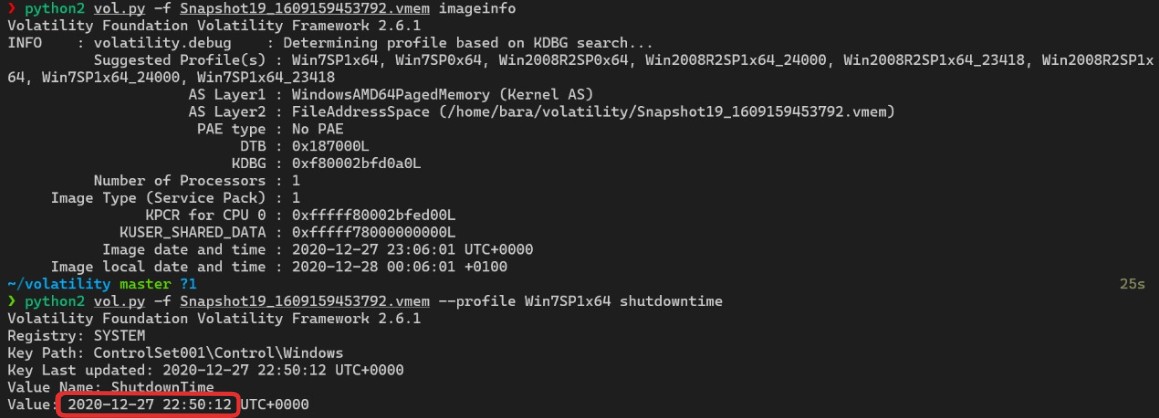 ❯ python2 vol.py -f Snapshot19_1609159453792.vmem imageinfo
Volatility Foundation Volatility Framework 2.6.1
INFO    : volatility.debug    : Determining profile based on KDBG search...
          Suggested Profile(s) : Win7SP1x64, Win7SP0x64, Win2008R2SP0x64, Win2008R2SP1x64_24000, Win2008R2SP1x64_23418, Win2008R2SP1x
64, Win7SP1x64_24000, Win7SP1x64_23418
                     AS Layer1 : WindowsAMD64PagedMemory (Kernel AS)
                     AS Layer2 : FileAddressSpace (/home/bara/volatility/Snapshot19_1609159453792.vmem)
                      PAE type : No PAE
                           DTB : 0x187000L
                          KDBG : 0xf80002bfd0a0L
          Number of Processors : 1
     Image Type (Service Pack) : 1
                KPCR for CPU 0 : 0xfffff80002bfed00L
             KUSER_SHARED_DATA : 0xfffff78000000000L
           Image date and time : 2020-12-27 23:06:01 UTC+0000
     Image local date and time : 2020-12-28 00:06:01 +0100
~/volatility master ?1 25s
❯ python2 vol.py -f Snapshot19_1609159453792.vmem --profile Win7SP1x64 shutdowntime
Volatility Foundation Volatility Framework 2.6.1
Registry: SYSTEM
Key Path: ControlSet001\Control\Windows
Key Last updated: 2020-12-27 22:50:12 UTC+0000
Value Name: ShutdownTime
Value: 2020-12-27 22:50:12 UTC+0000